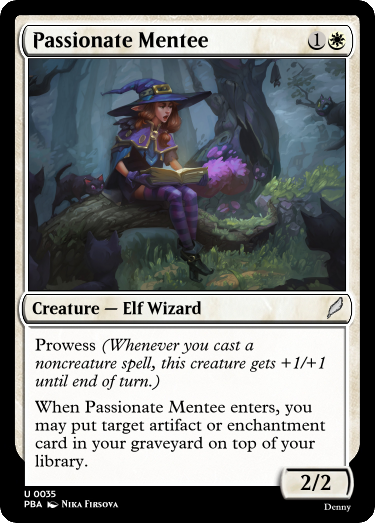 Passionate Mentee 1
Creature — Elf Wizard
Prowess (Whenever you cast a
noncreature spell, this creature gets +1/+1
until end of turn.)
When Passionate Mentee enters, you
may put target artifact or enchantment
card in your graveyard on top of your
library.
2/2
U 0035
PBA Nika Firsova
Denny